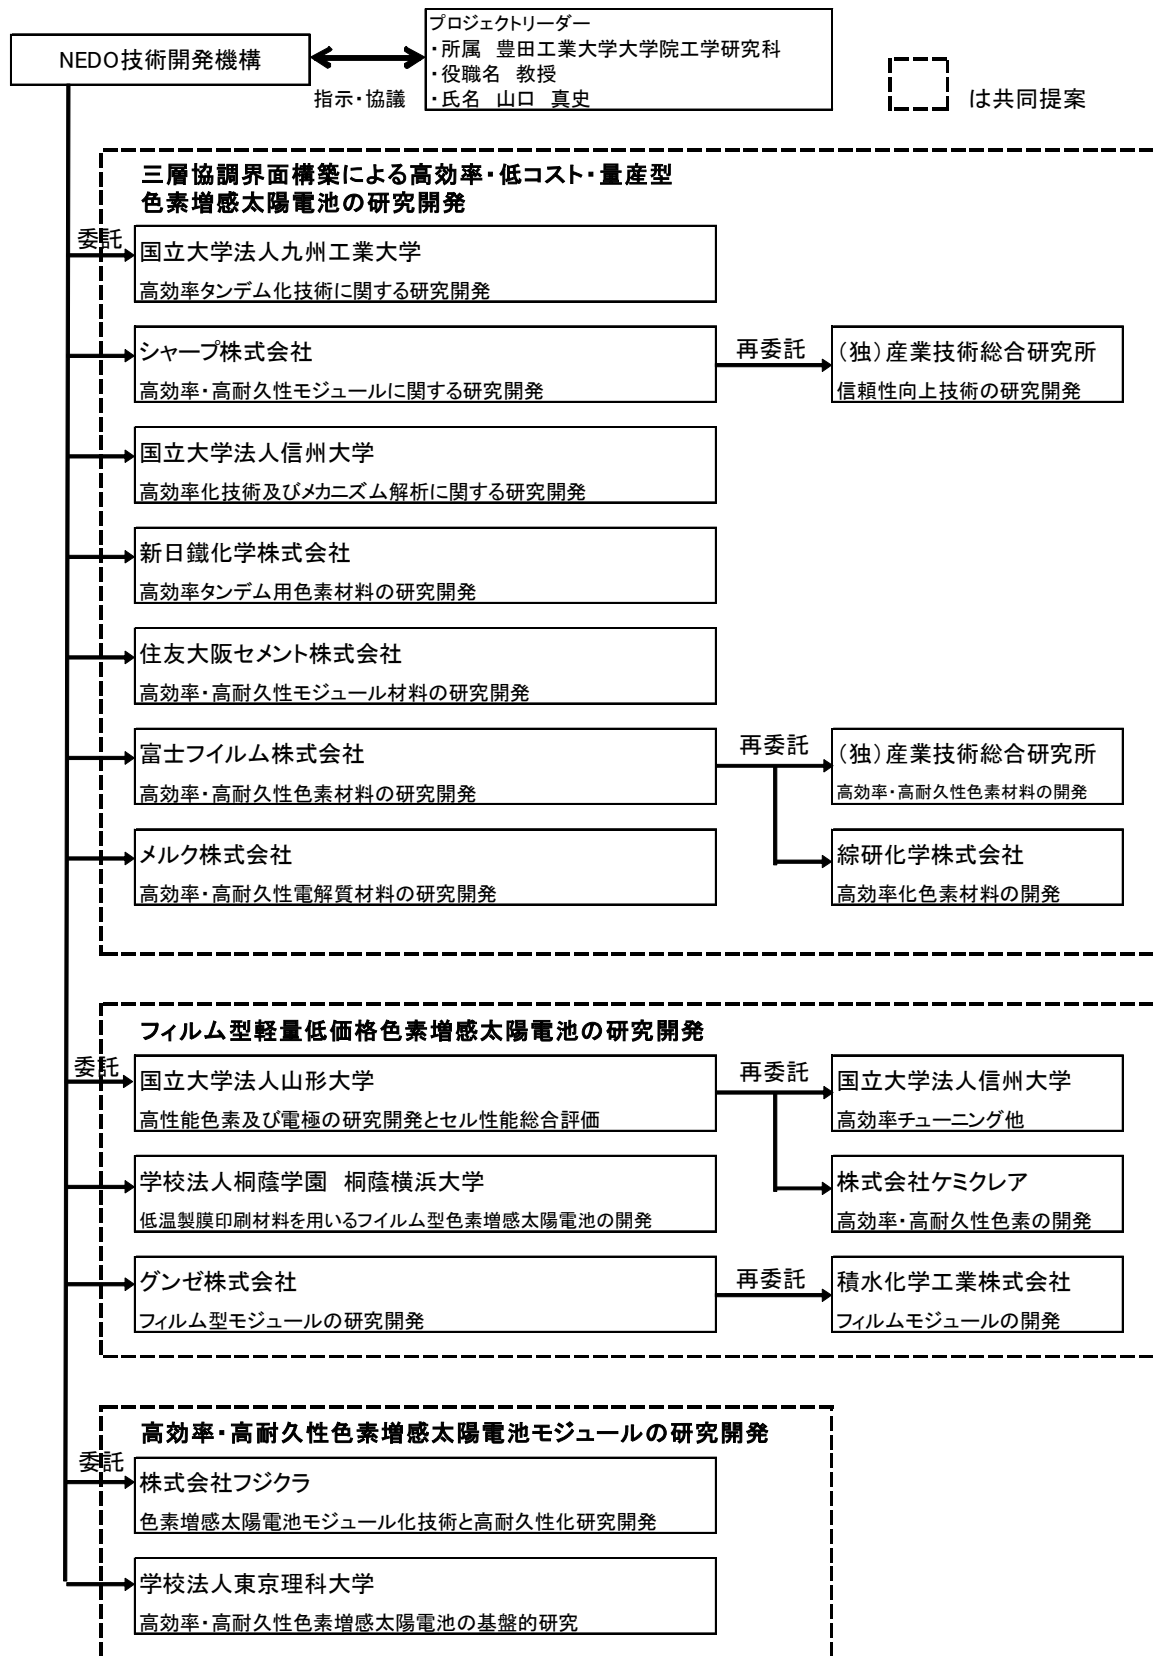 プロジェクトリーダー
・所属 豊田工業大学大学院工学研究科
・役職名 教授
・氏名 山口 真史
NEDO技術開発機構
指示・協議
は共同提案
三層協調界面構築による高効率・低コスト・量産型
色素増感太陽電池の研究開発
委託
国立大学法人九州工業大学
高効率タンデム化技術に関する研究開発
シャープ株式会社
高効率・高耐久性モジュールに関する研究開発
再委託
(独)産業技術総合研究所
信頼性向上技術の研究開発
国立大学法人信州大学
高効率化技術及びメカニズム解析に関する研究開発
新日鐵化学株式会社
高効率タンデム用色素材料の研究開発
住友大阪セメント株式会社
高効率・高耐久性モジュール材料の研究開発
富士フイルム株式会社
高効率・高耐久性色素材料の研究開発
再委託
(独)産業技術総合研究所
高効率・高耐久性色素材料の開発
メルク株式会社
高効率・高耐久性電解質材料の研究開発
綜研化学株式会社
高効率化色素材料の開発
フィルム型軽量低価格色素増感太陽電池の研究開発
委託
国立大学法人山形大学
高性能色素及び電極の研究開発とセル性能総合評価
再委託
国立大学法人信州大学
高効率チューニング他
学校法人桐蔭学園 桐蔭横浜大学
低温製膜印刷材料を用いるフイルム型色素増感太陽電池の開発
株式会社ケミクレア
高効率・高耐久性色素の開発
グンゼ株式会社
フィルム型モジュールの研究開発
再委託
積水化学工業株式会社
フィルムモジュールの開発
高効率・高耐久性色素増感太陽電池モジュールの研究開発
委託
株式会社フジクラ
色素増感太陽電池モジュール化技術と高耐久性化研究開発
学校法人東京理科大学
高効率・高耐久性色素増感太陽電池の基盤的研究